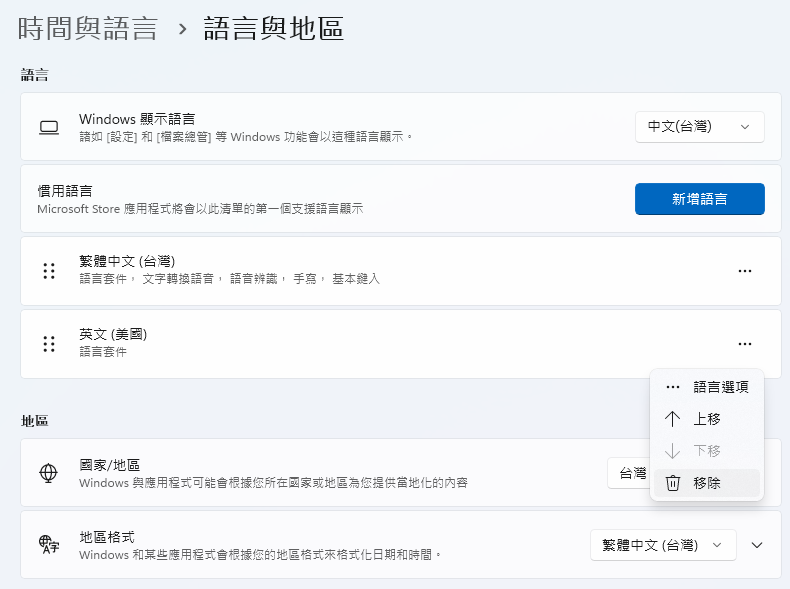 時間與語言 › 語言與地區
語言
Windows 顯示語言
諸如 [設定] 和 [檔案總管] 等 Windows 功能會以這種語言顯示。
中文(台灣)
慣用語言
Microsoft Store 應用程式將會以此清單的第一個支援語言顯示
新增語言
繁體中文 (台灣)
語言套件， 文字轉換語音， 語音辨識， 手寫， 基本鍵入
英文 (美國)
語言套件
語言選項
上移
下移
移除
地區
國家/地區
Windows 與應用程式可能會根據您所在國家或地區為您提供當地化的內容
台灣
地區格式
Windows 和某些應用程式會根據您的地區格式來格式化日期和時間。
繁體中文 (台灣)